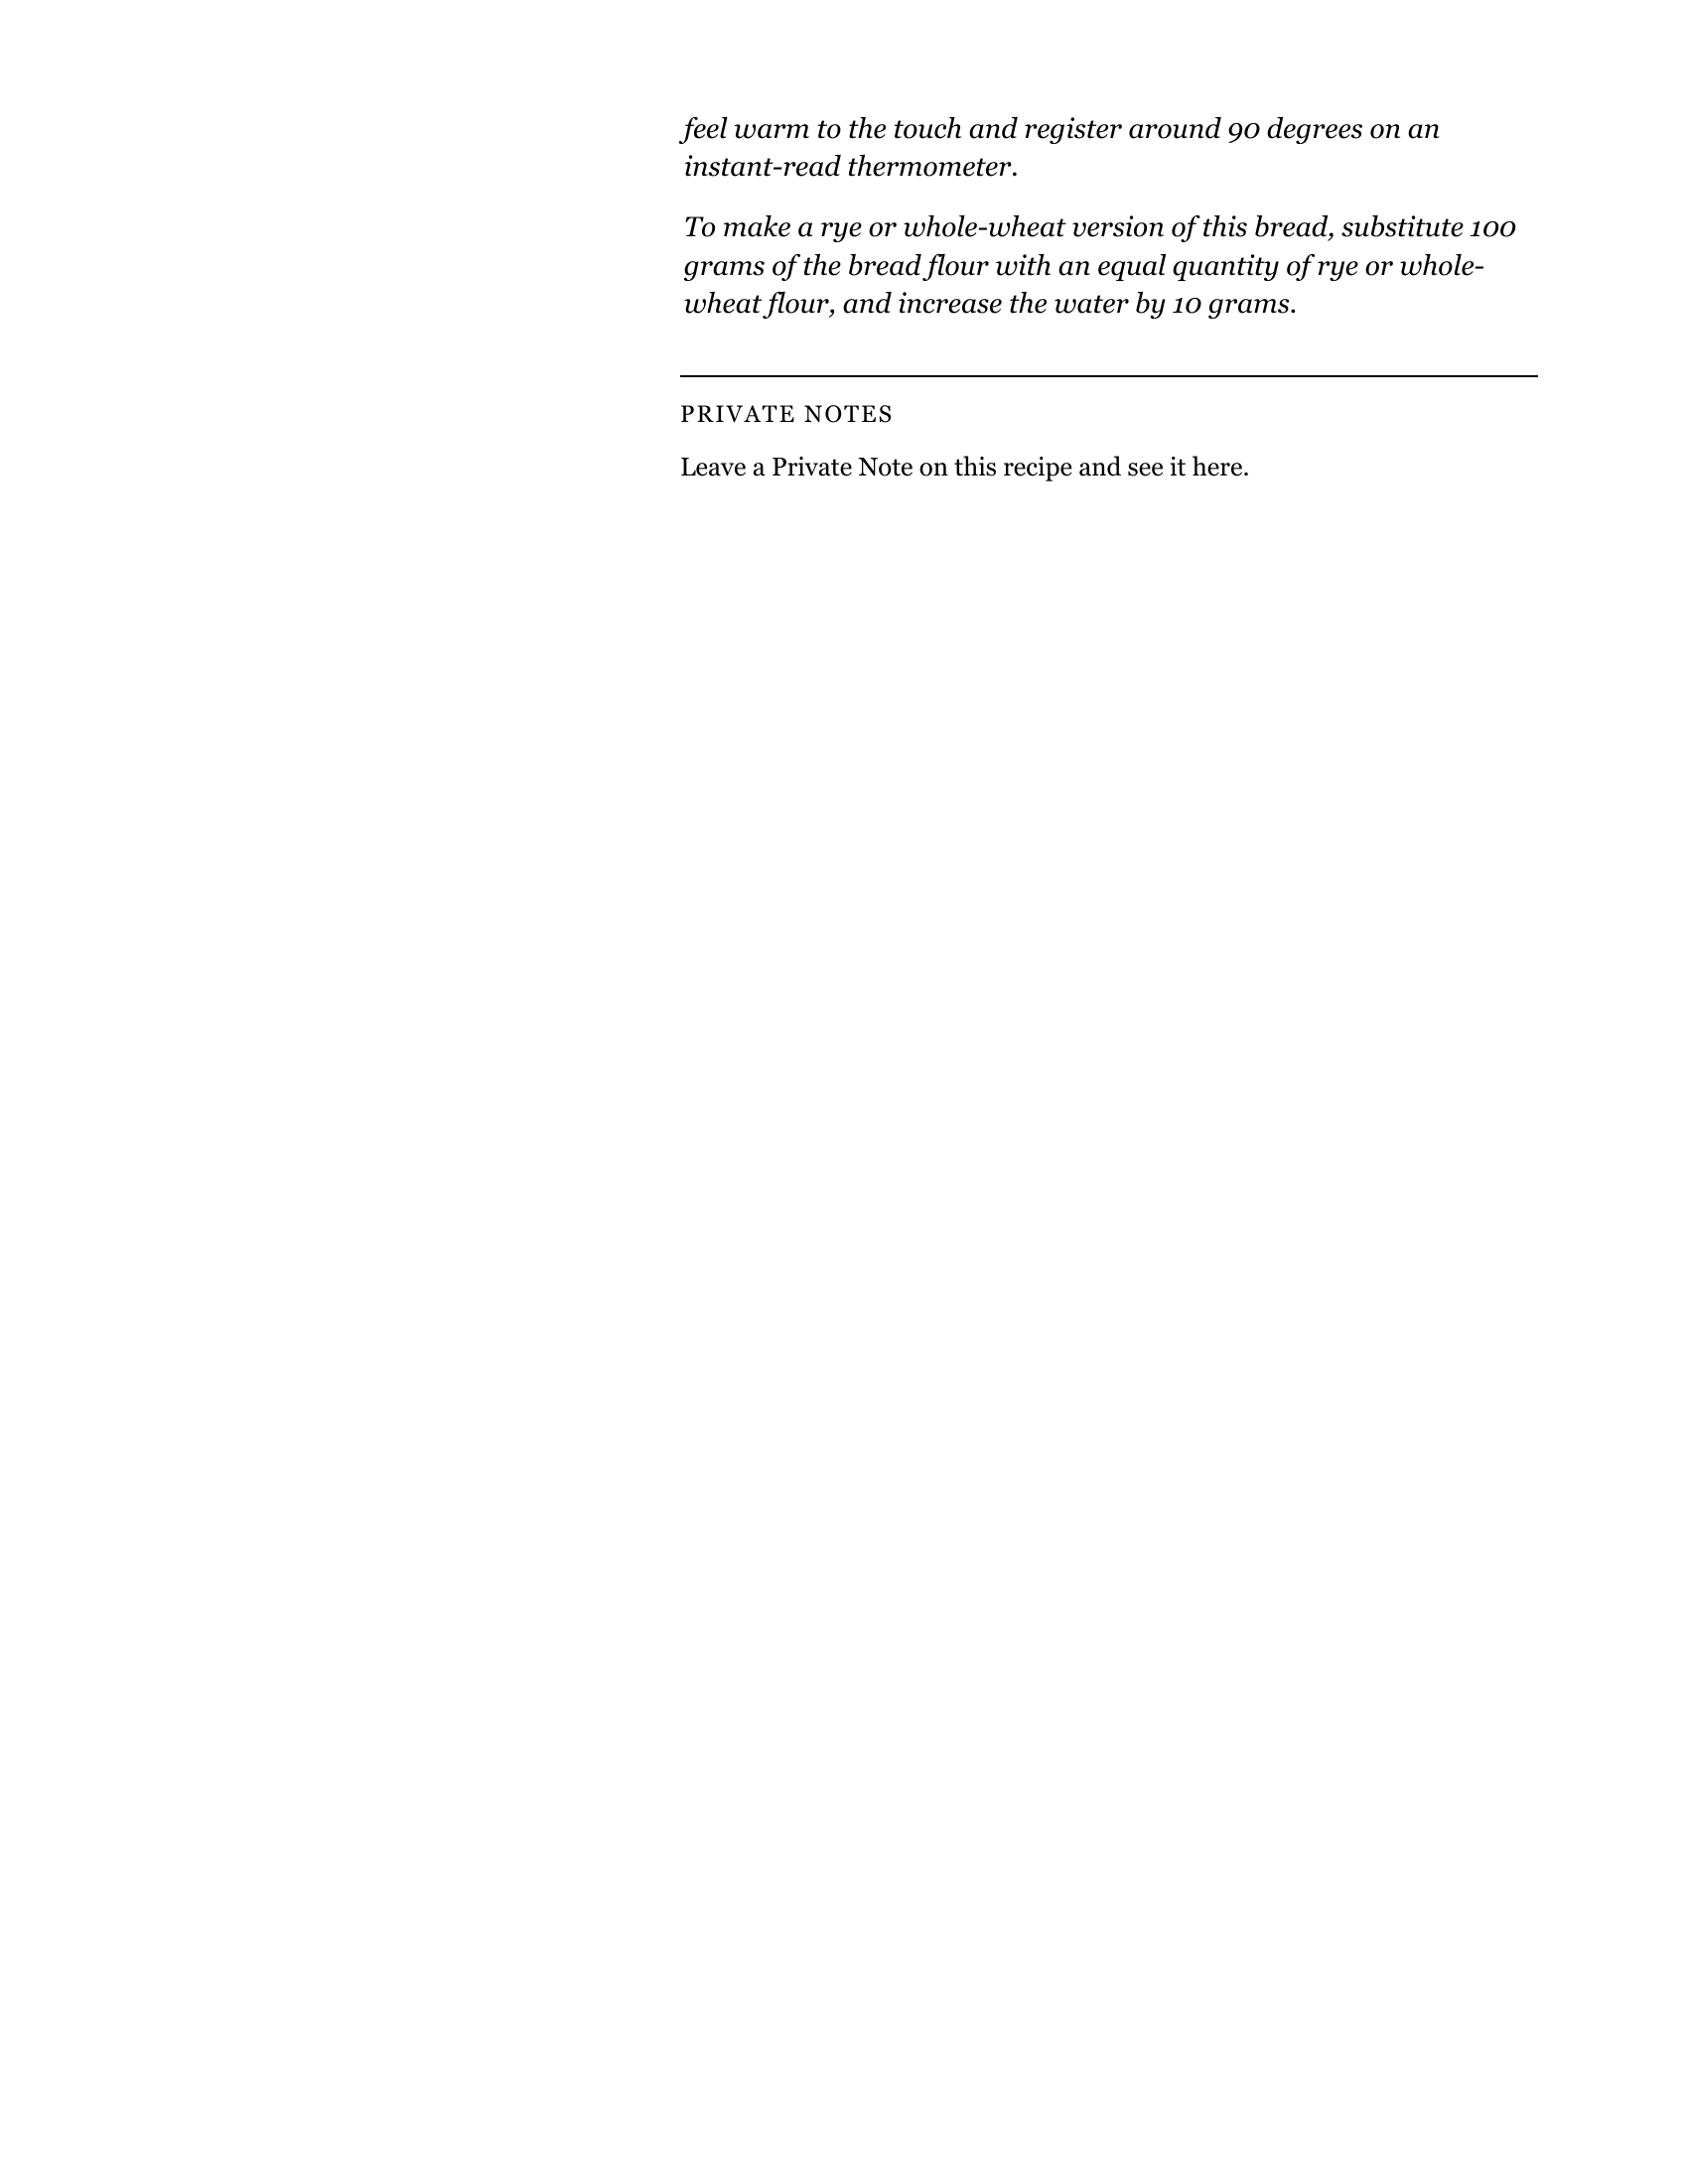 feel warm to the touch and register around 90 degrees on an
instant-read thermometer.
To make a rye or whole-wheat version of this bread, substitute 100
grams of the bread flour with an equal quantity of rye or whole-
wheat flour, and increase the water by 10 grams.
PRIVATE NOTES
Leave a Private Note on this recipe and see it here.